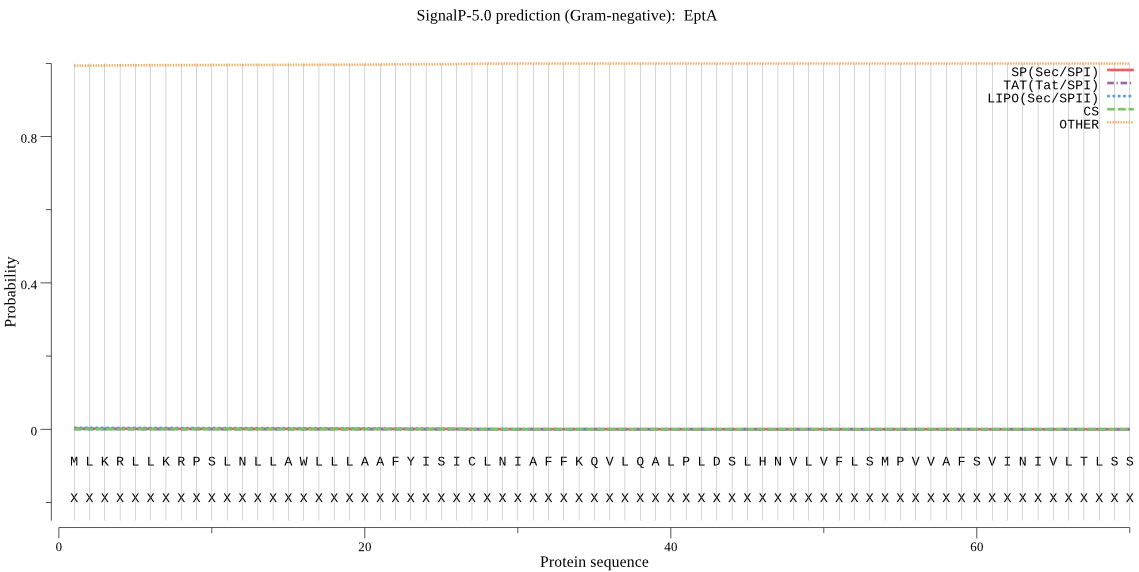 SignalP-5.0 prediction (Gram-negative): EptA
SP(Sec/SPI)
TAT(Tat/SPI)
LIPO(Sec/SPII)
CS
OTHER
0.8
0.4
0
Probability
M L K R L L K R P S L N L L A W L L L A A F Y I S I C L N I A F F K Q V L Q A L P L D S L H N V L V F L S M P V V A F S V I N I V L T L S S
X X X X X X X X X X X X X X X X X X X X X X X X X X X X X X X X X X X X X X X X X X X X X X X X X X X X X X X X X X X X X X X X X X X X X X
0 20 40 60
Protein sequence